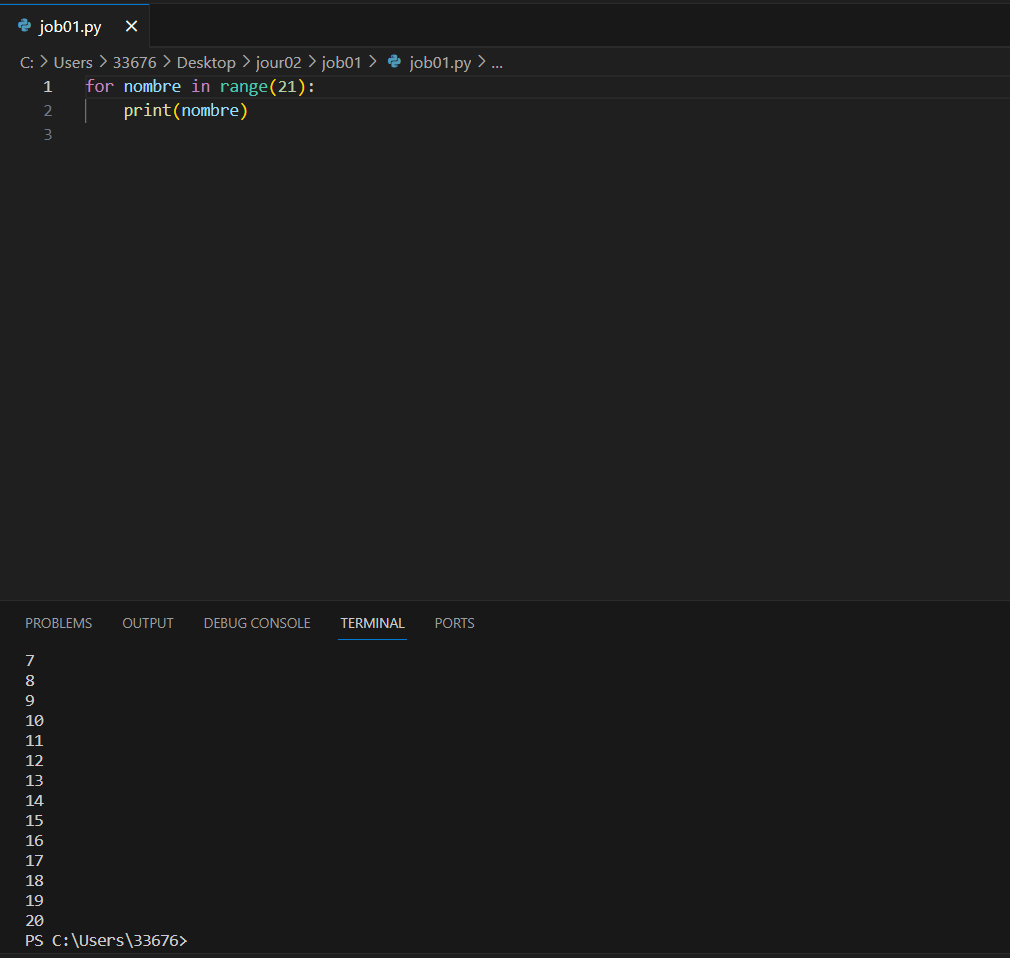 job01.py
C: > Users > 33676 > Desktop > jour02 > job01 > job01.py > ...
1 for nombre in range(21):
2     print(nombre)
3
PROBLEMS OUTPUT DEBUG CONSOLE TERMINAL PORTS
7
8
9
10
11
12
13
14
15
16
17
18
19
20
PS C:\Users\33676>